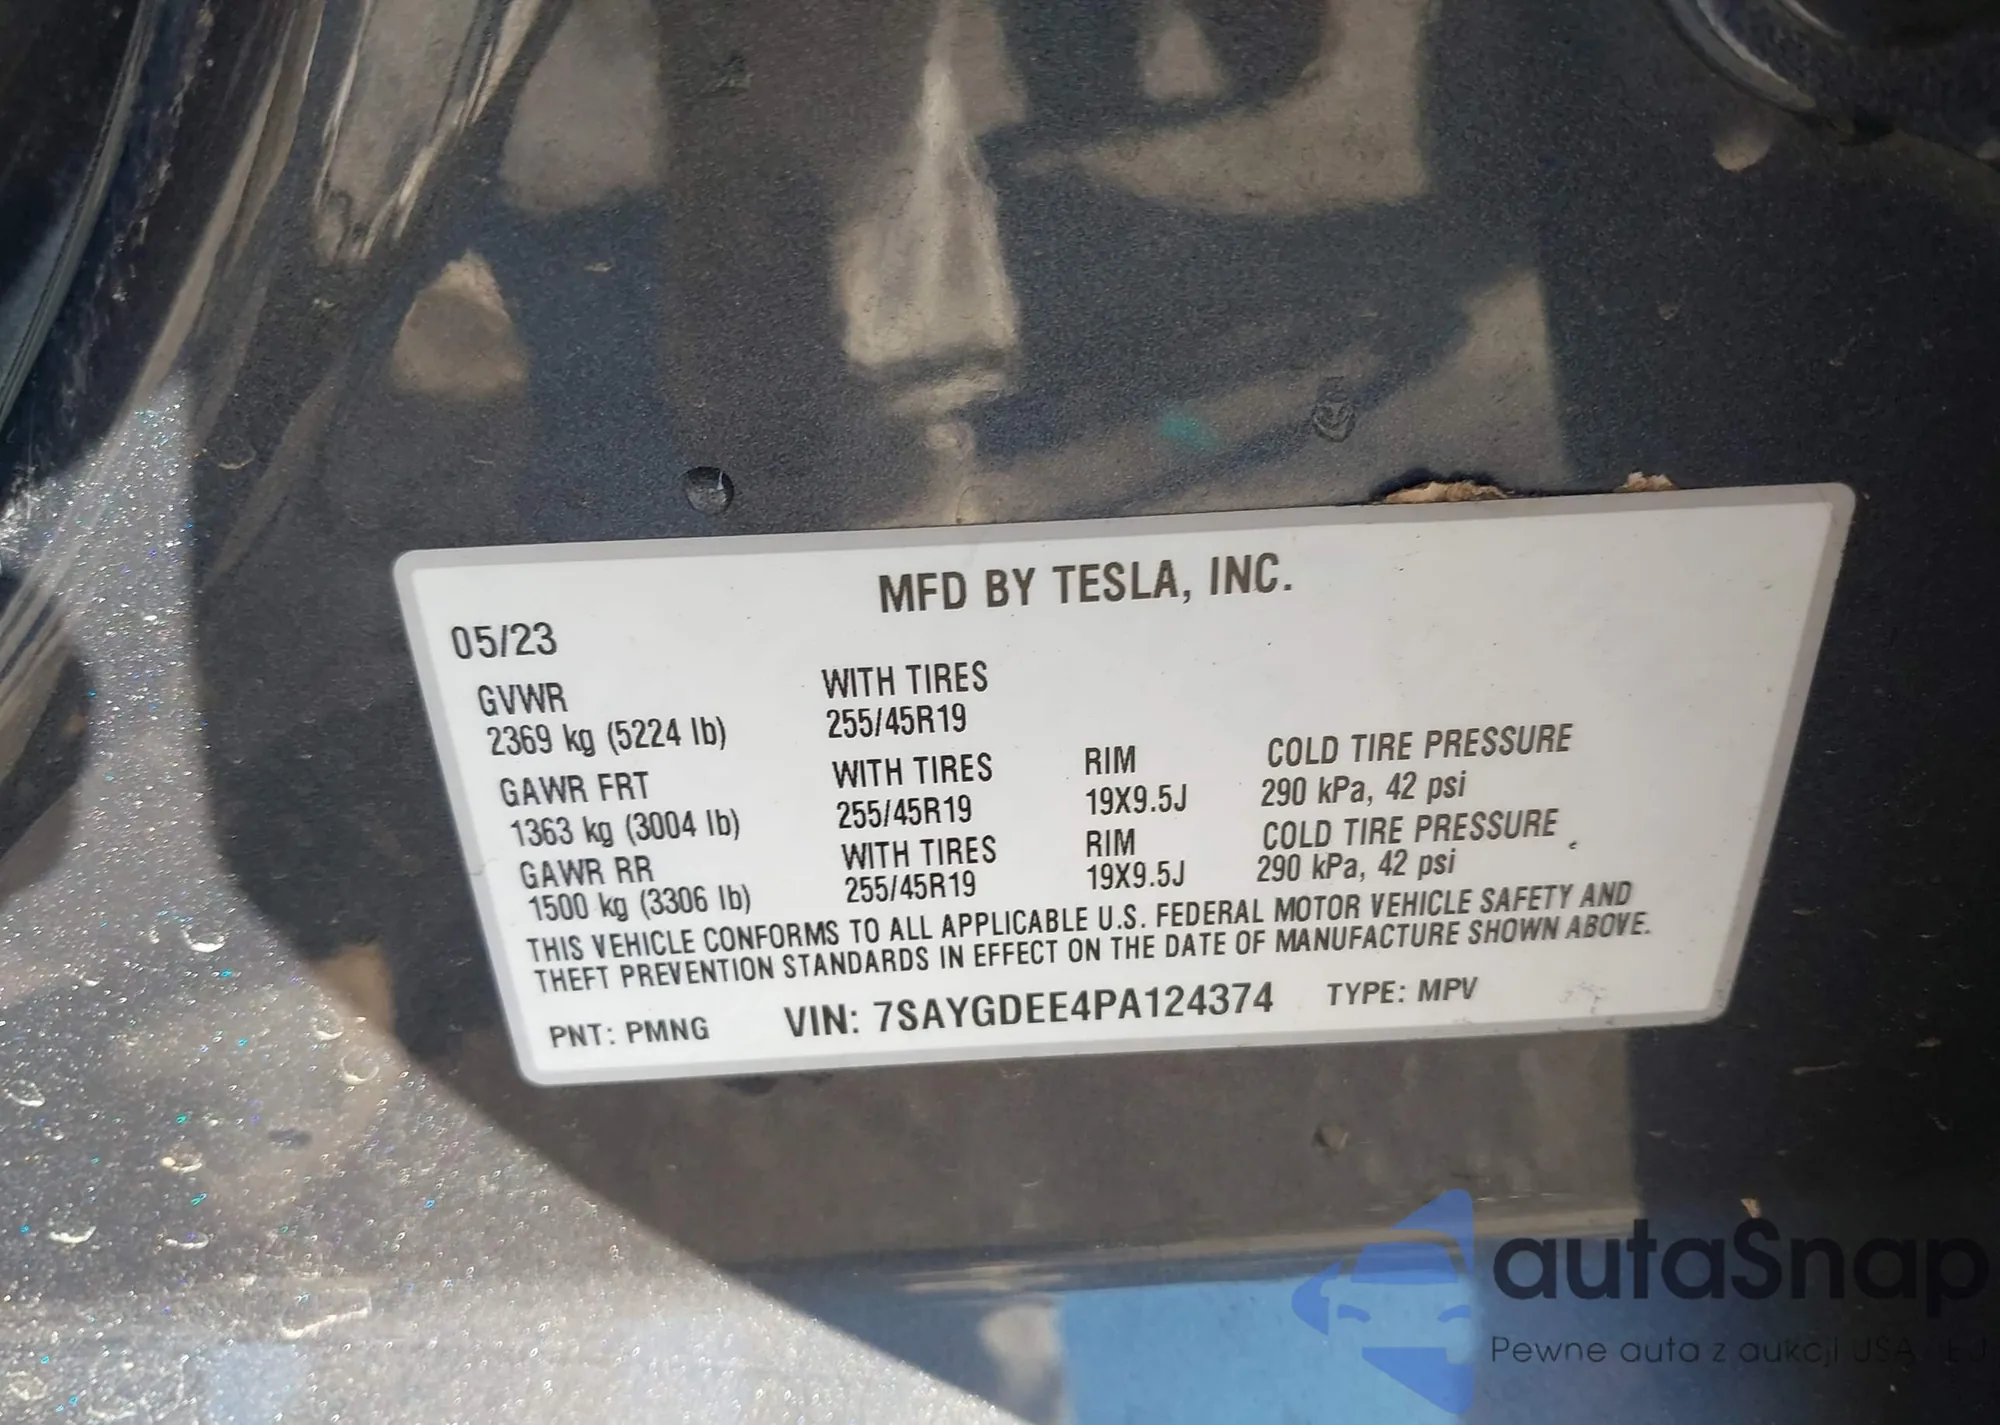 MFD BY TESLA, INC.
05/23
GVWR WITH TIRES
2369 kg (5224 lb) 255/45R19
GAWR FRT WITH TIRES RIM COLD TIRE PRESSURE
1363 kg (3004 lb) 255/45R19 19X9.5J 290 kPa, 42 psi
GAWR RR WITH TIRES RIM COLD TIRE PRESSURE
1500 kg (3306 lb) 255/45R19 19X9.5J 290 kPa, 42 psi
THIS VEHICLE CONFORMS TO ALL APPLICABLE U.S. FEDERAL MOTOR VEHICLE SAFETY AND
THEFT PREVENTION STANDARDS IN EFFECT ON THE DATE OF MANUFACTURE SHOWN ABOVE.
PNT: PMNG VIN: 7SAYGDEE4PA124374 TYPE: MPV
autaSnap
Pewne auta z aukcji USA